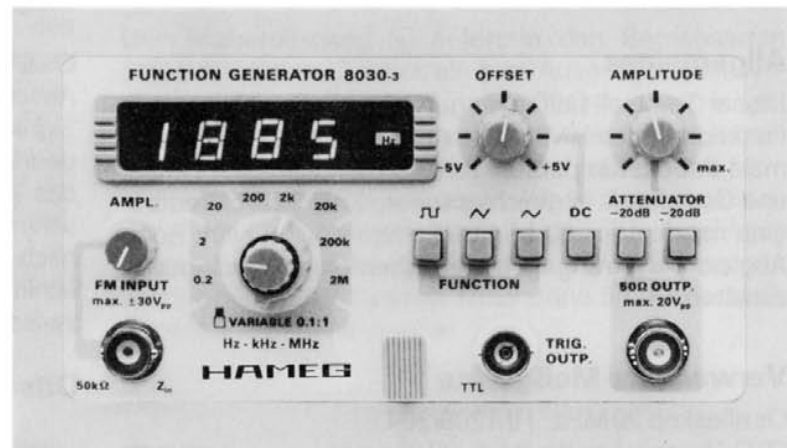 FUNCTION GENERATOR 8030-3
OFFSET
AMPLITUDE
1885 Hz
-5V
+5V
max.
AMPL.
20
200
2k
20k
2
200k
0.2
2M
ATTENUATOR
DC
-20dB
-20dB
FM INPUT
max. ±30Vpp
FUNCTION
50Ω OUTP.
max. 20Vpp
VARIABLE 0.1:1
Hz - kHz - MHz
HAMEG
TRIG.
OUTP.
50kΩ
TTL